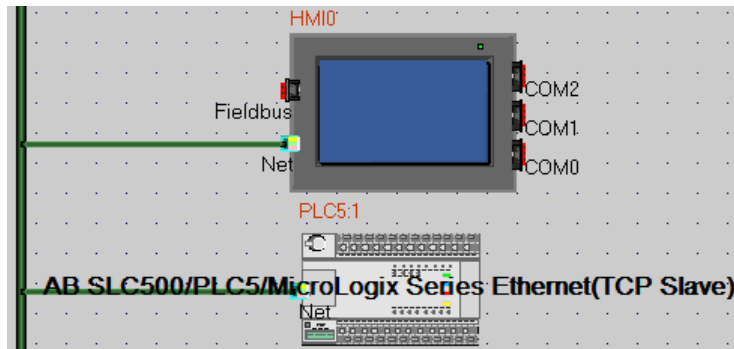 HMI0
COM2
Fieldbus
COM1
Net
COM0
PLC5:1
AB SLC500/PLC5/MicroLogix Series Ethernet(TCP Slave)
Net